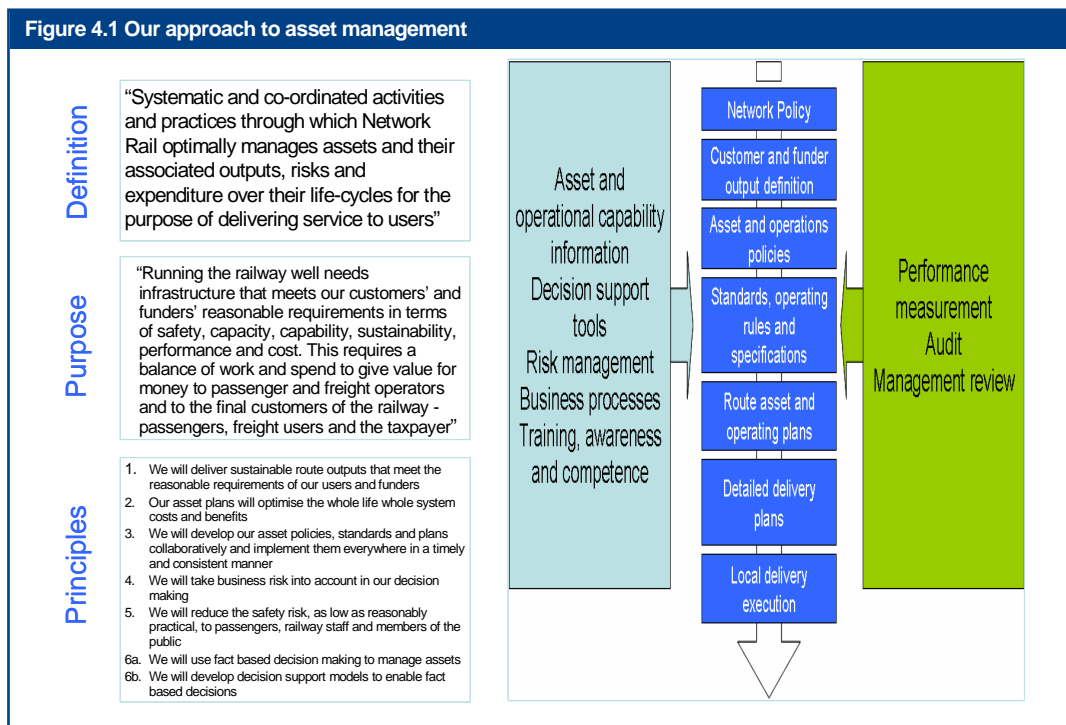 Figure 4.1 Our approach to asset management
Definition
“Systematic and co-ordinated activities
and practices through which Network
Rail optimally manages assets and their
associated outputs, risks and
expenditure over their life-cycles for the
purpose of delivering service to users”
Purpose
“Running the railway well needs
infrastructure that meets our customers’ and
funders’ reasonable requirements in terms
of safety, capacity, capability, sustainability,
performance and cost. This requires a
balance of work and spend to give value for
money to passenger and freight operators
and to the final customers of the railway -
passengers, freight users and the taxpayer”
Principles
1. We will deliver sustainable route outputs that meet the
reasonable requirements of our users and funders
2. Our asset plans will optimise the whole life whole system
costs and benefits
3. We will develop our asset policies, standards and plans
collaboratively and implement them everywhere in a timely
and consistent manner
4. We will take business risk into account in our decision
making
5. We will reduce the safety risk, as low as reasonably
practical, to passengers, railway staff and members of the
public
6a. We will use fact based decision making to manage assets
6b. We will develop decision support models to enable fact
based decisions
Asset and
operational capability
information
Decision support
tools
Risk management
Business processes
Training, awareness
and competence
Network Policy
Customer and funder
output definition
Asset and operations
policies
Standards, operating
rules and
specifications
Route asset and
operating plans
Detailed delivery
plans
Local delivery
execution
Performance
measurement
Audit
Management review